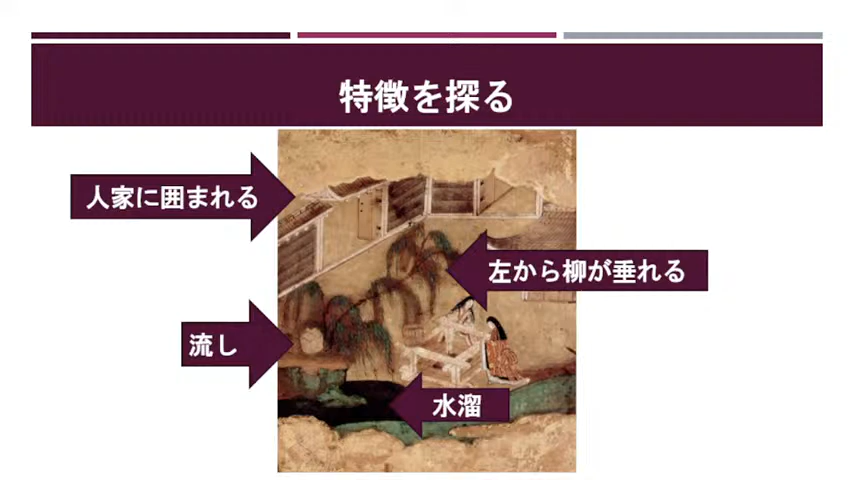 特徴を探る
人家に囲まれる
左から柳が垂れる
流し
水溜